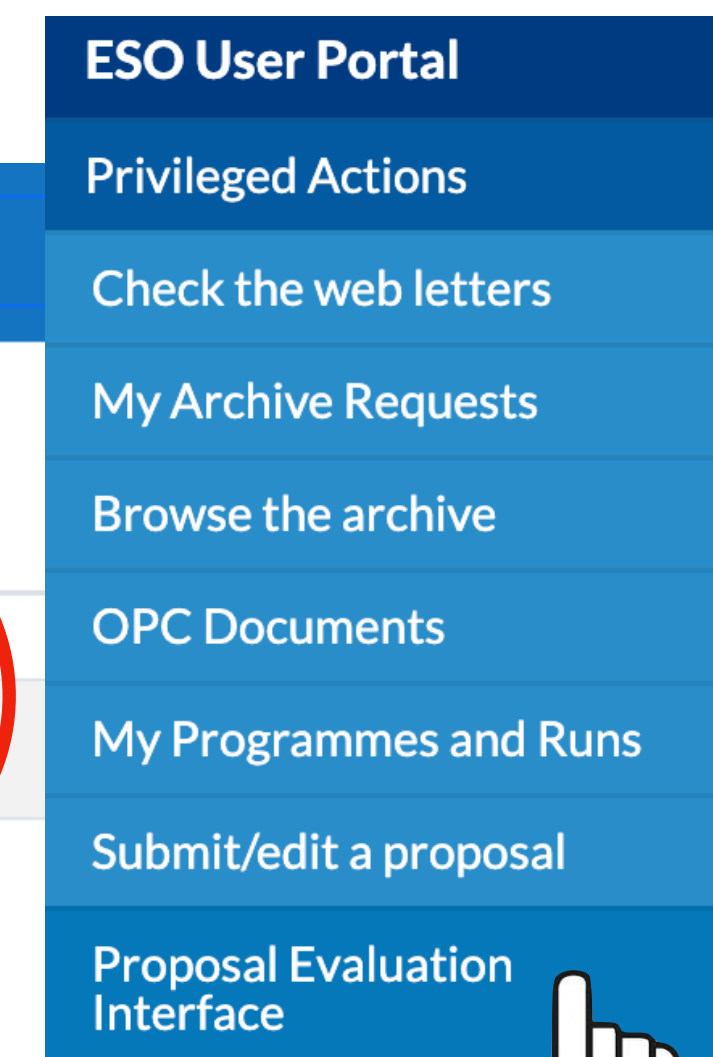 ESO User Portal
Privileged Actions
Check the web letters
My Archive Requests
Browse the archive
OPC Documents
My Programmes and Runs
Submit/edit a proposal
Proposal Evaluation
Interface